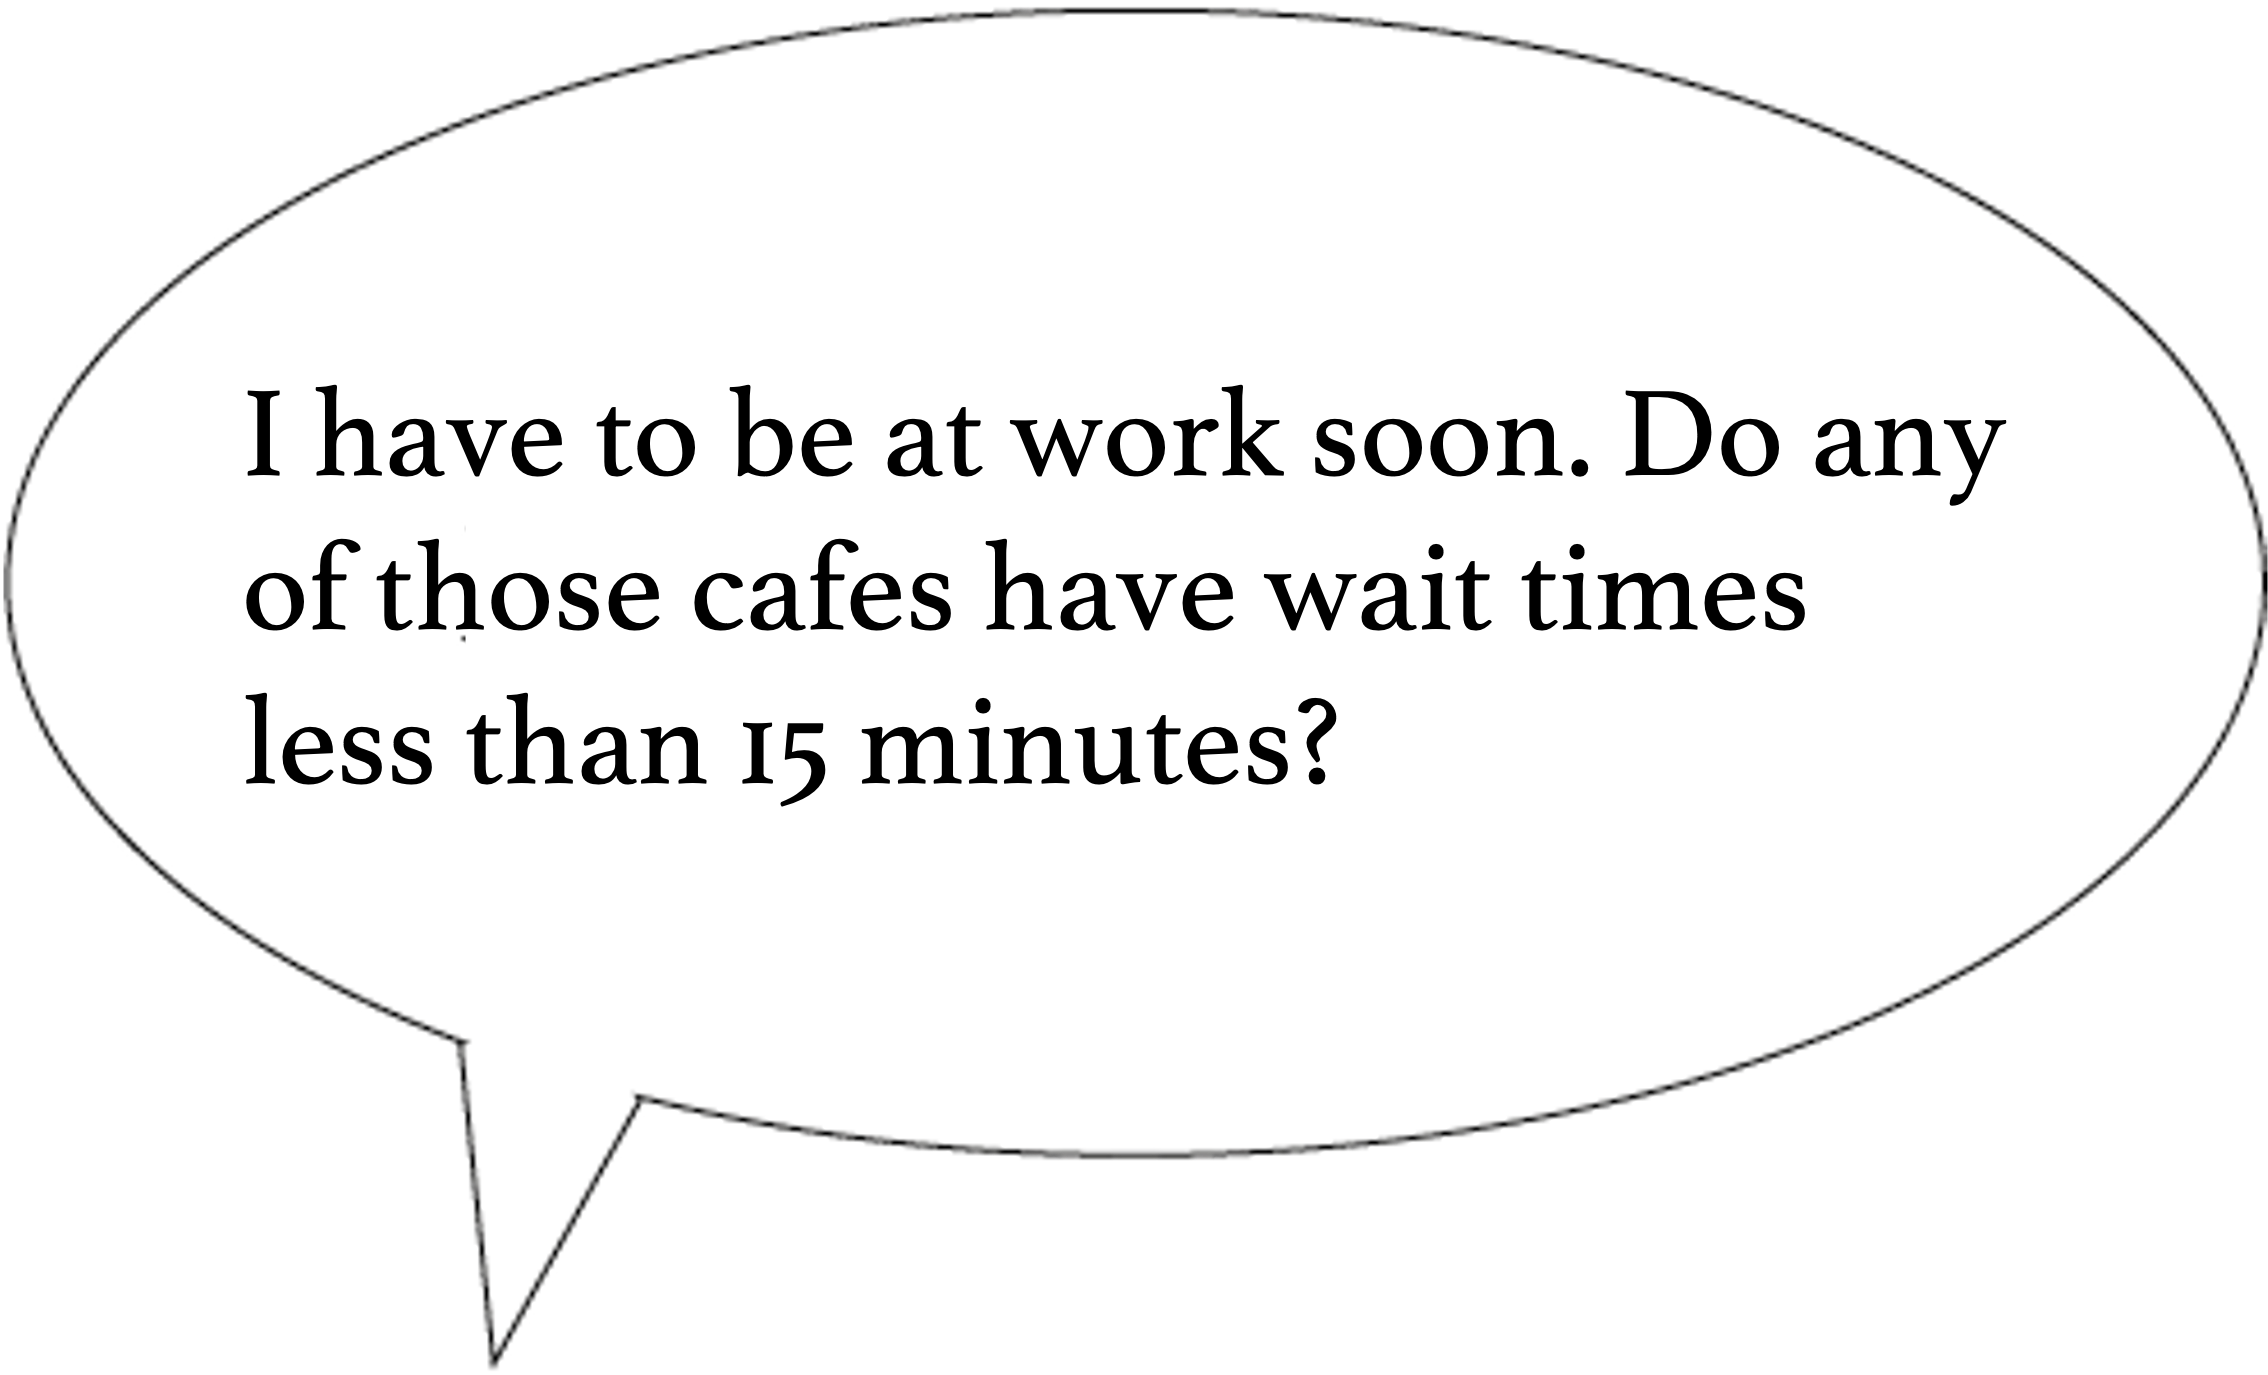 I have to be at work soon. Do any
of those cafes have wait times
less than 15 minutes?